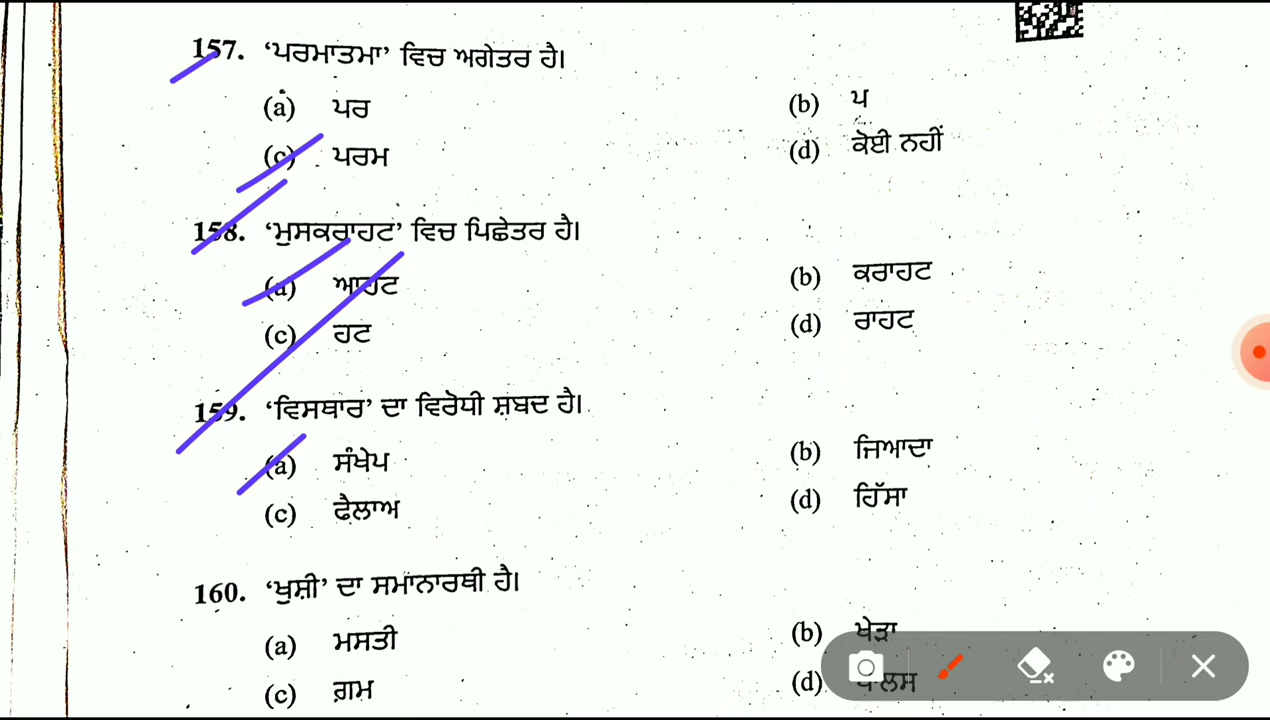 157. ‘ਪਰਮਾਤਮਾ’ ਵਿਚ ਅਗੇਤਰ ਹੈ।
(a) ਪਰ (b) ਪ
(c) ਪਰਮ (d) ਕੋਈ ਨਹੀਂ
158. ‘ਮੁਸਕਰਾਹਟ’ ਵਿਚ ਪਿਛੇਤਰ ਹੈ।
(a) ਆਹਟ (b) ਕਰਾਹਟ
(c) ਹਟ (d) ਰਾਹਟ
159. ‘ਵਿਸਥਾਰ’ ਦਾ ਵਿਰੋਧੀ ਸ਼ਬਦ ਹੈ।
(a) ਸੰਖੇਪ (b) ਜਿਆਦਾ
(c) ਫੈਲਾਅ (d) ਹਿੱਸਾ
160. ‘ਖੁਸ਼ੀ’ ਦਾ ਸਮਾਨਾਰਥੀ ਹੈ।
(a) ਮਸਤੀ (b) ਖੇੜਾ
(c) ਗ਼ਮ (d)